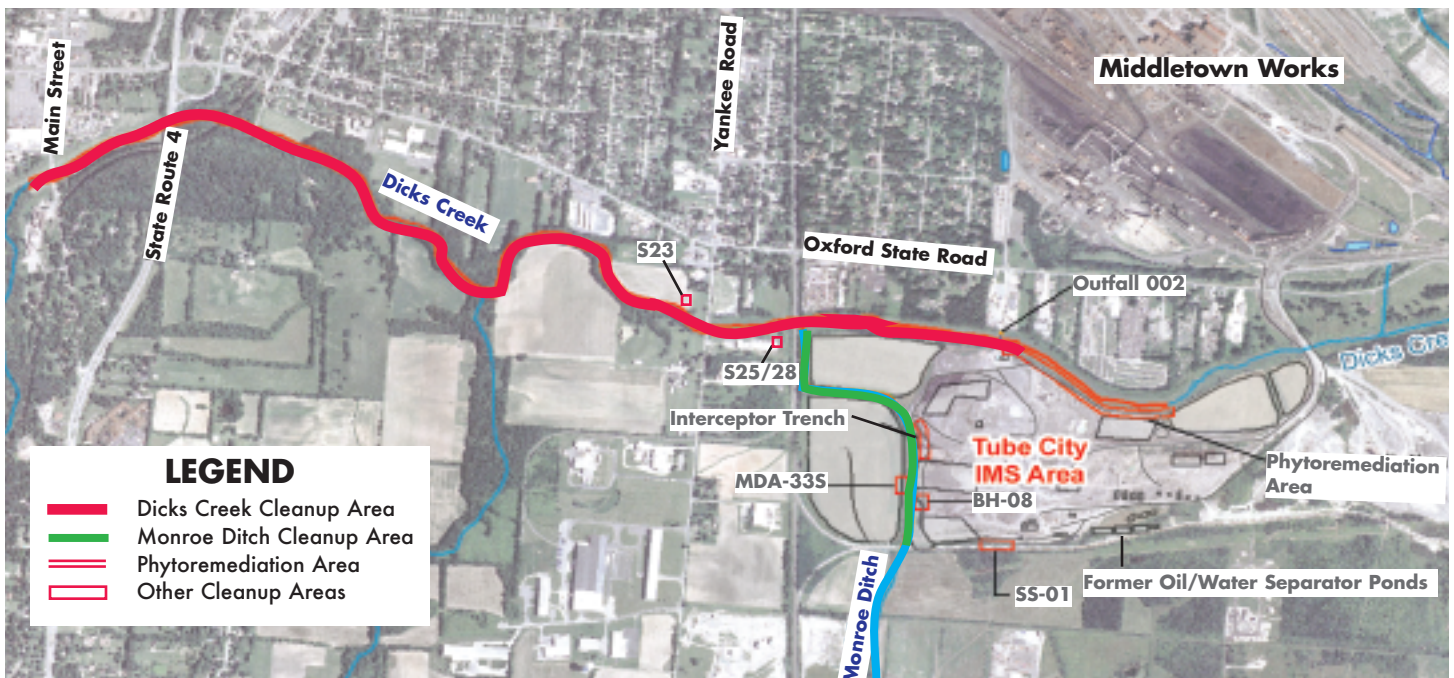 Main Street
State Route 4
Dicks Creek
Yankee Road
Middletown Works
S23
Oxford State Road
Outfall 002
S25/28
Dicks Cre
Interceptor Trench
Tube City
IMS Area
Phytoremediation
Area
MDA-33S
BH-08
SS-01
Former Oil/Water Separator Ponds
Monroe Ditch
LEGEND
Dicks Creek Cleanup Area
Monroe Ditch Cleanup Area
Phytoremediation Area
Other Cleanup Areas